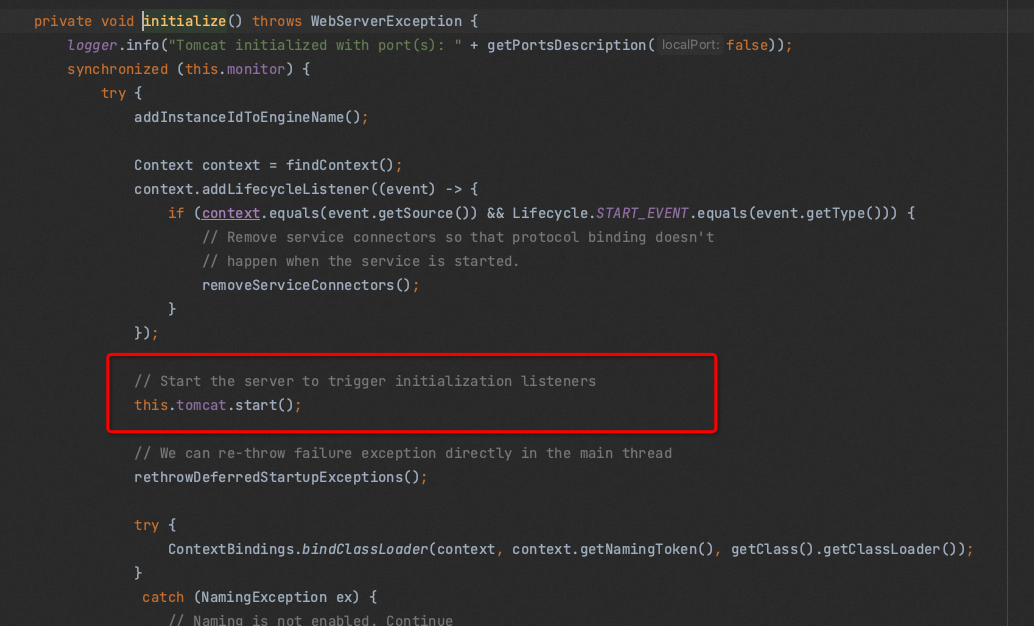 private void initialize() throws WebServerException {
logger.info("Tomcat initialized with port(s): " + getPortsDescription( localPort: false));
synchronized (this.monitor) {
try {
addInstanceIdToEngineName();
Context context = findContext();
context.addLifecycleListener((event) -> {
if (context.equals(event.getSource()) && Lifecycle.START_EVENT.equals(event.getType())) {
// Remove service connectors so that protocol binding doesn't
// happen when the service is started.
removeServiceConnectors();
}
});
// Start the server to trigger initialization listeners
this.tomcat.start();
// We can re-throw failure exception directly in the main thread
rethrowDeferredStartupExceptions();
try {
ContextBindings.bindClassLoader(context, context.getNamingToken(), getClass().getClassLoader());
}
catch (NamingException ex) {
// Naming is not enabled. Continue